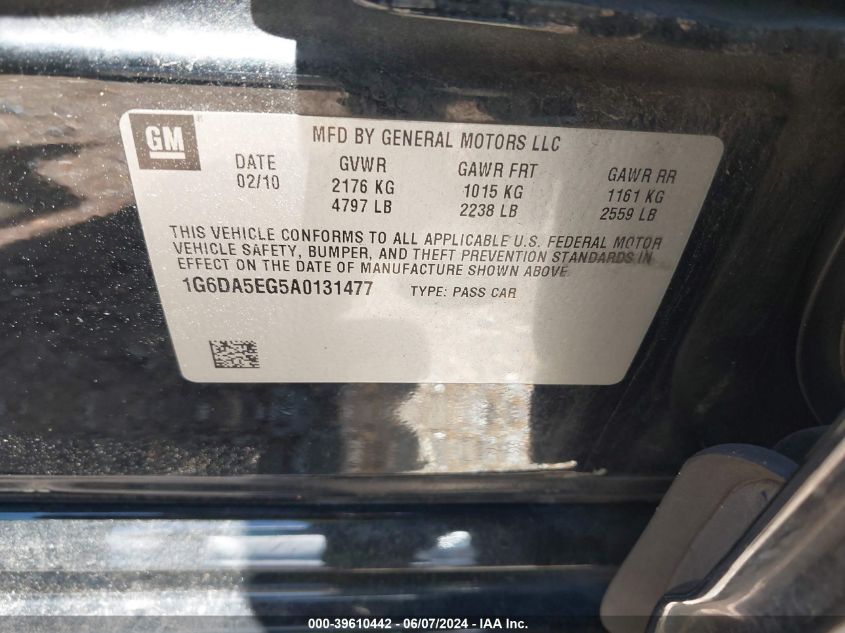 GM
MFD BY GENERAL MOTORS LLC
DATE GVWR GAWR FRT GAWR RR
02/10 2176 KG 1015 KG 1161 KG
4797 LB 2238 LB 2559 LB
THIS VEHICLE CONFORMS TO ALL APPLICABLE U.S. FEDERAL MOTOR
VEHICLE SAFETY, BUMPER, AND THEFT PREVENTION STANDARDS IN
EFFECT ON THE DATE OF MANUFACTURE SHOWN ABOVE.
1G6DA5EG5A0131477 TYPE: PASS CAR
000-39610442 - 06/07/2024 - IAA Inc.